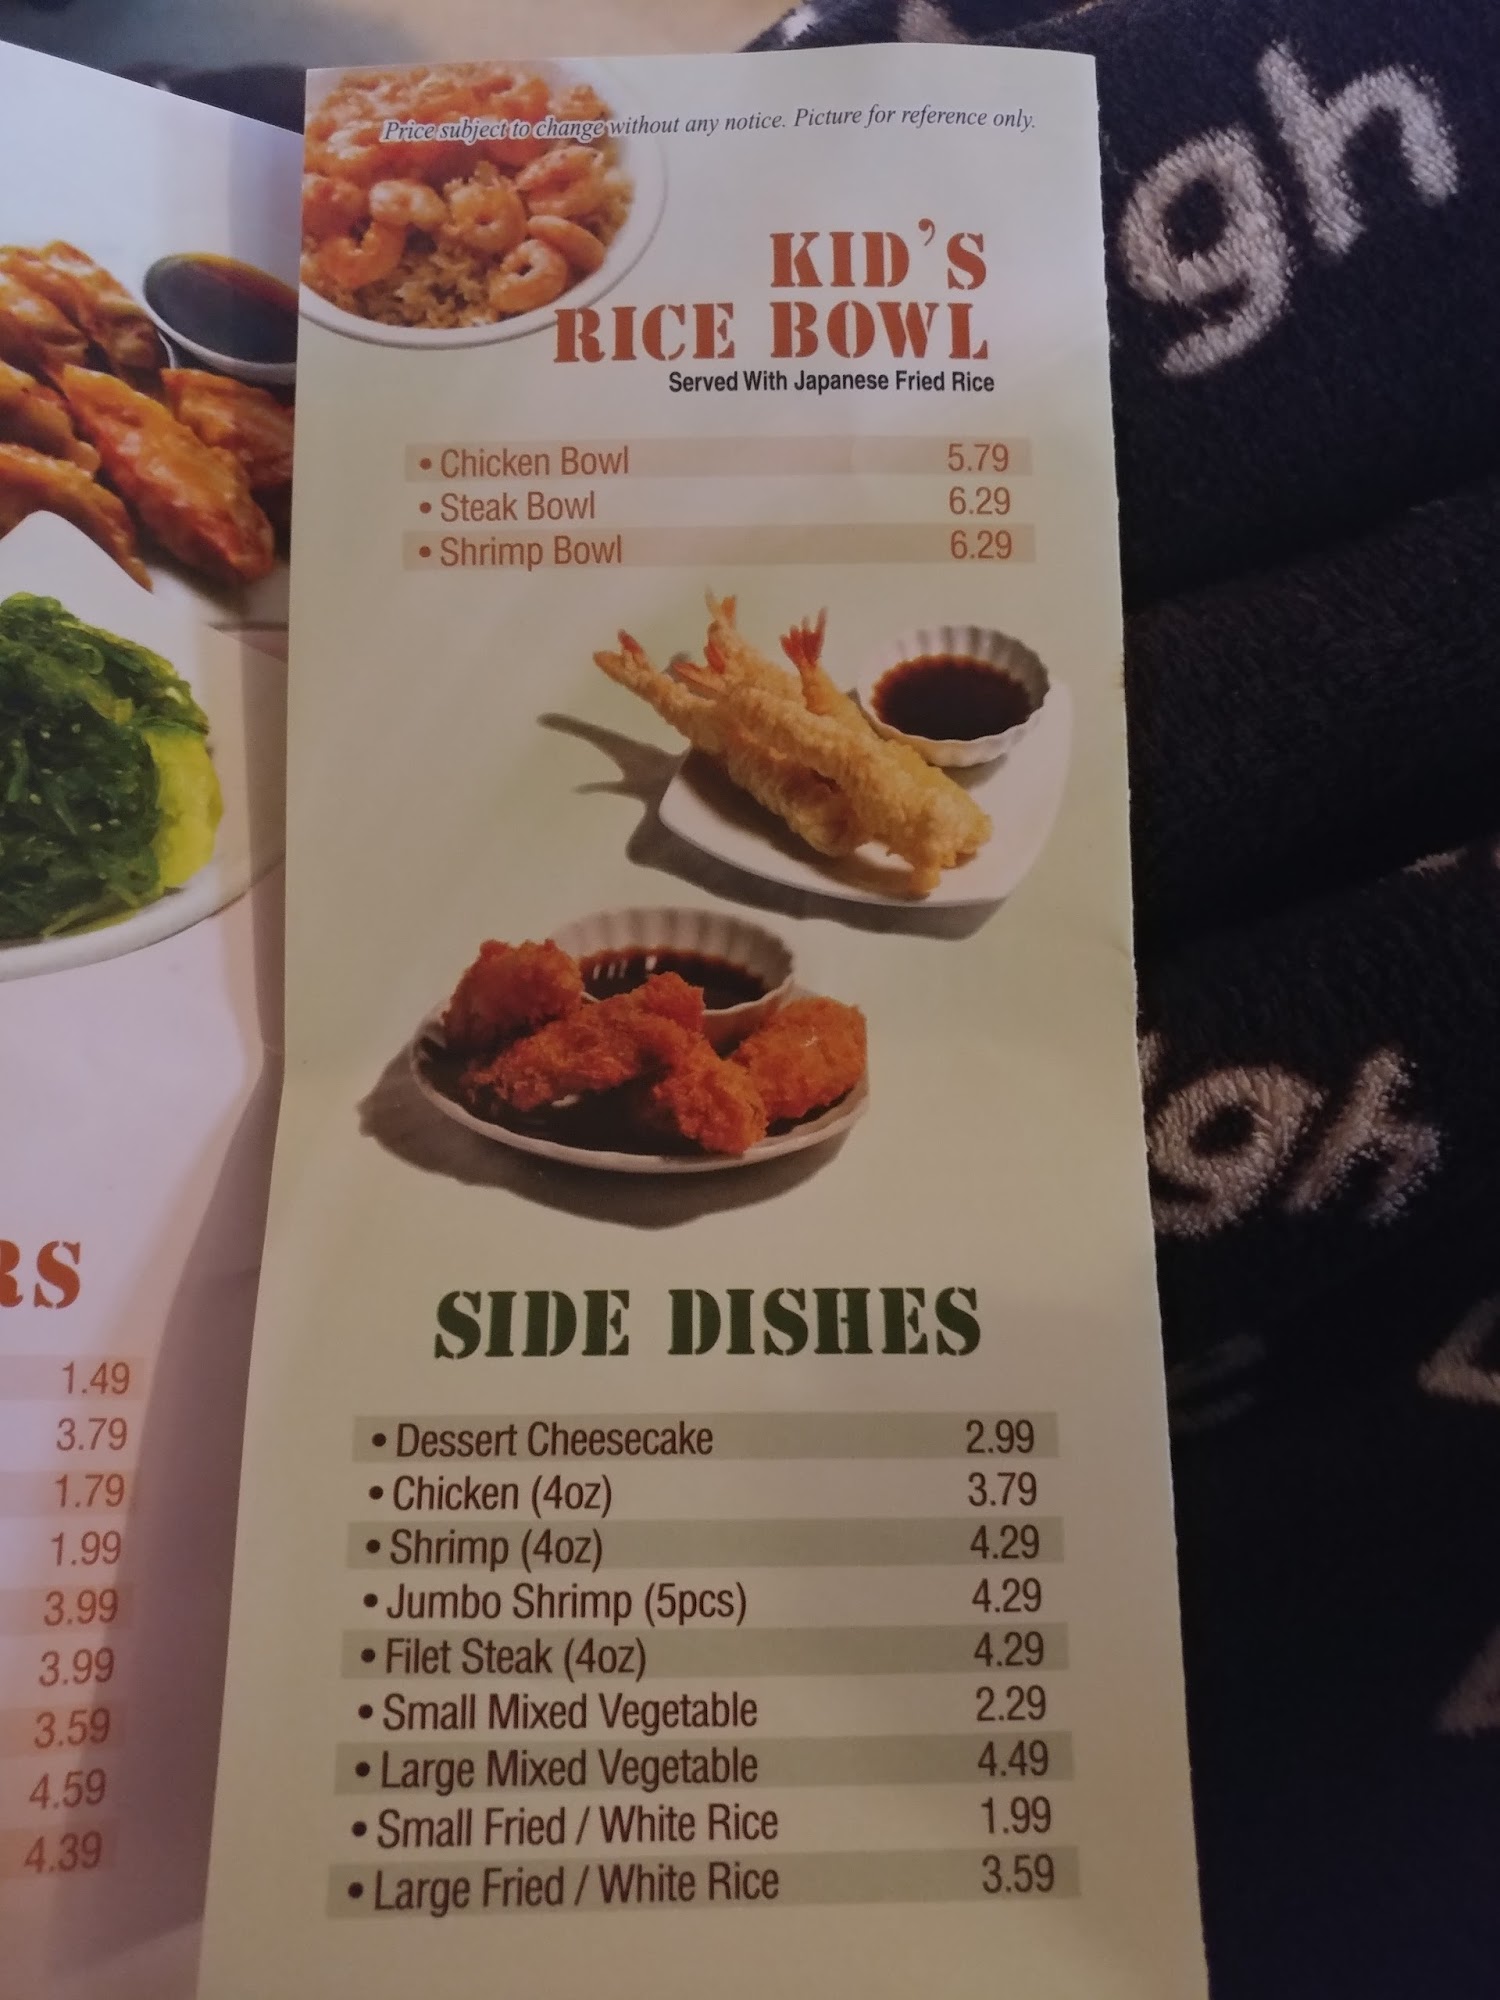 Price subject to change without any notice. Picture for reference only.
KID'S
RICE BOWL
Served With Japanese Fried Rice
• Chicken Bowl 5.79
• Steak Bowl 6.29
• Shrimp Bowl 6.29
SIDE DISHES
• Dessert Cheesecake 2.99
• Chicken (4oz) 3.79
• Shrimp (4oz) 4.29
• Jumbo Shrimp (5pcs) 4.29
• Filet Steak (4oz) 4.29
• Small Mixed Vegetable 2.29
• Large Mixed Vegetable 4.49
• Small Fried / White Rice 1.99
• Large Fried / White Rice 3.59
RS
1.49
3.79
1.79
1.99
3.99
3.99
3.59
4.59
4.39
gh
gh